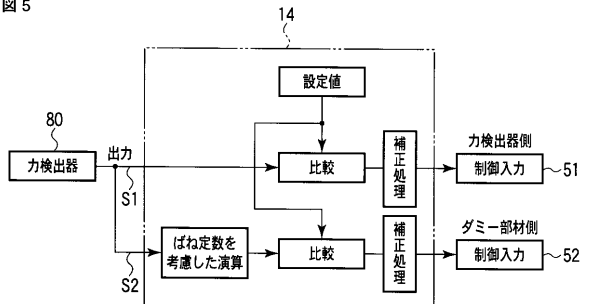 図5
14
設定値
80
力検出器
出力
S1
比較
補正処理
力検出器側
制御入力
51
S2
ばね定数を
考慮した演算
比較
補正処理
ダミー部材側
制御入力
52